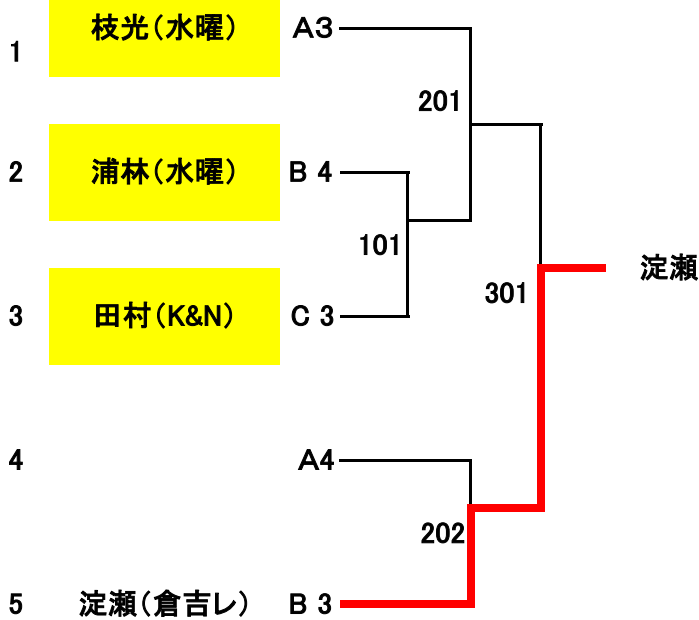 1 枝光（水曜） A3
201
2 浦林（水曜） B 4
101
3 田村（K&N） C 3
301 淀瀬
4 A4
202
5 淀瀬（倉吉レ） B 3